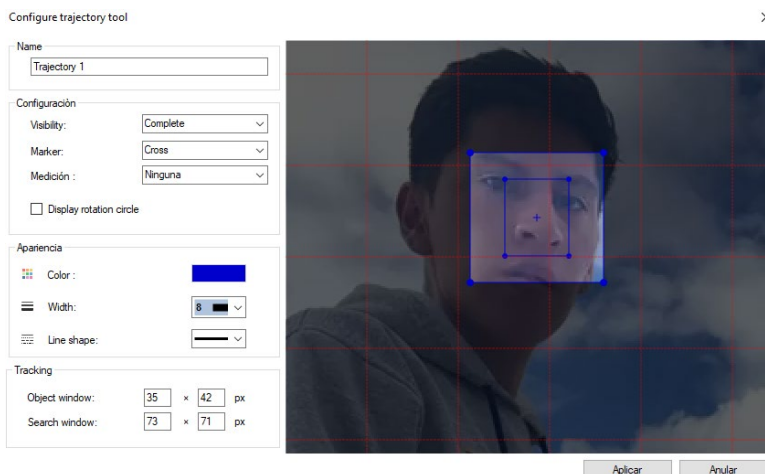 Configure trajectory tool
Name
Trajectory 1
Configuración
Visibility: Complete
Marker: Cross
Medición : Ninguna
Display rotation circle
Apariencia
Color :
Width: 8
Line shape:
Tracking
Object window: 35 × 42 px
Search window: 73 × 71 px
Aplicar Anular